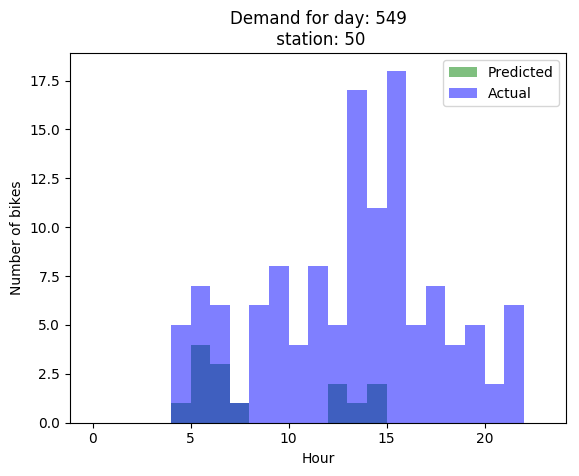 Demand for day: 549
station: 50
Predicted
Actual
17.5
15.0
12.5
10.0
7.5
5.0
2.5
0.0
Number of bikes
0 5 10 15 20
Hour